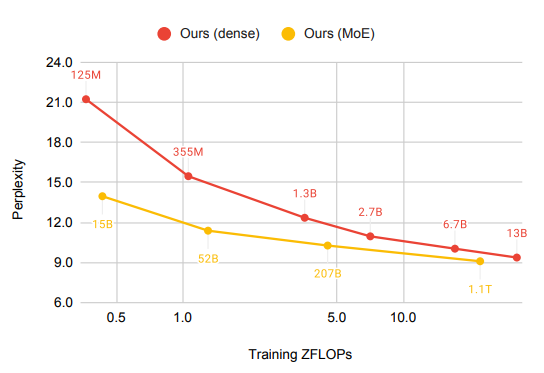 Ours (dense) Ours (MoE)
24.0
125M
21.0
18.0
355M
15.0
1.3B
2.7B
12.0
15B
6.7B
13B
52B
9.0
207B
1.1T
6.0
0.5 1.0 5.0 10.0
Perplexity
Training ZFLOPs